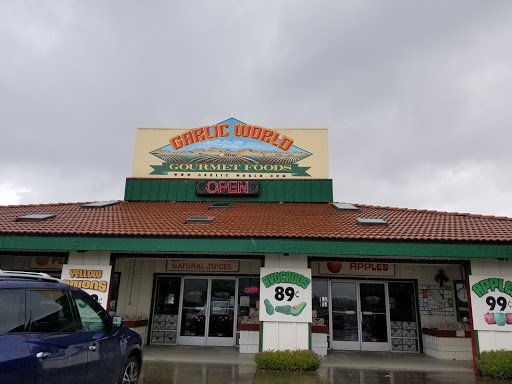 GARLIC WORLD
GOURMET FOODS
WWW.GARLIC-WORLD.COM
OPEN
NATURAL JUICES
APPLES
YELLOW
ONIONS
AVOCADOS
89¢
APPLES
99¢